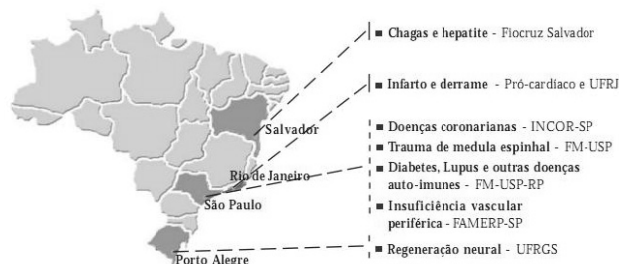 Chagas e hepatite - Fiocruz Salvador
Infarto e derrame - Pró-cardíaco e UFRJ
Salvador
Doenças coronarianas - INCOR-SP
Trauma de medula espinhal - FM-USP
Diabetes, Lupus e outras doenças
auto-imunes - FM-USP-RP
Rio de Janeiro
São Paulo
Insuficiência vascular
periférica - FAMERP-SP
Regeneração neural - UFRGS
Porto Alegre